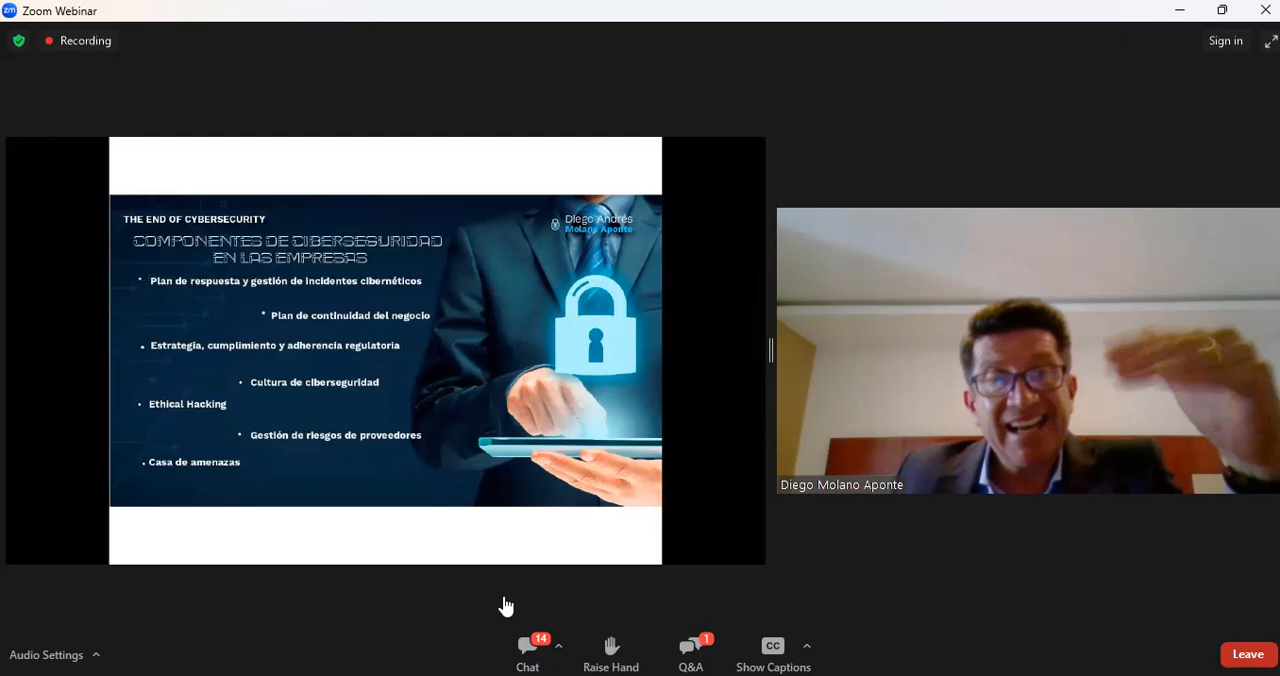 zm Zoom Webinar
Recording
Sign in
THE END OF CYBERSECURITY
Diego Andrés
Molano Aponte
COMPONENTES DE CIBERSEGURIDAD
EN LAS EMPRESAS
• Plan de respuesta y gestión de incidentes cibernéticos
• Plan de continuidad del negocio
• Estrategia, cumplimiento y adherencia regulatoria
• Cultura de ciberseguridad
• Ethical Hacking
• Gestión de riesgos de proveedores
• Casa de amenazas
Diego Molano Aponte
Audio Settings
14
Chat
Raise Hand
1
Q&A
CC
Show Captions
Leave